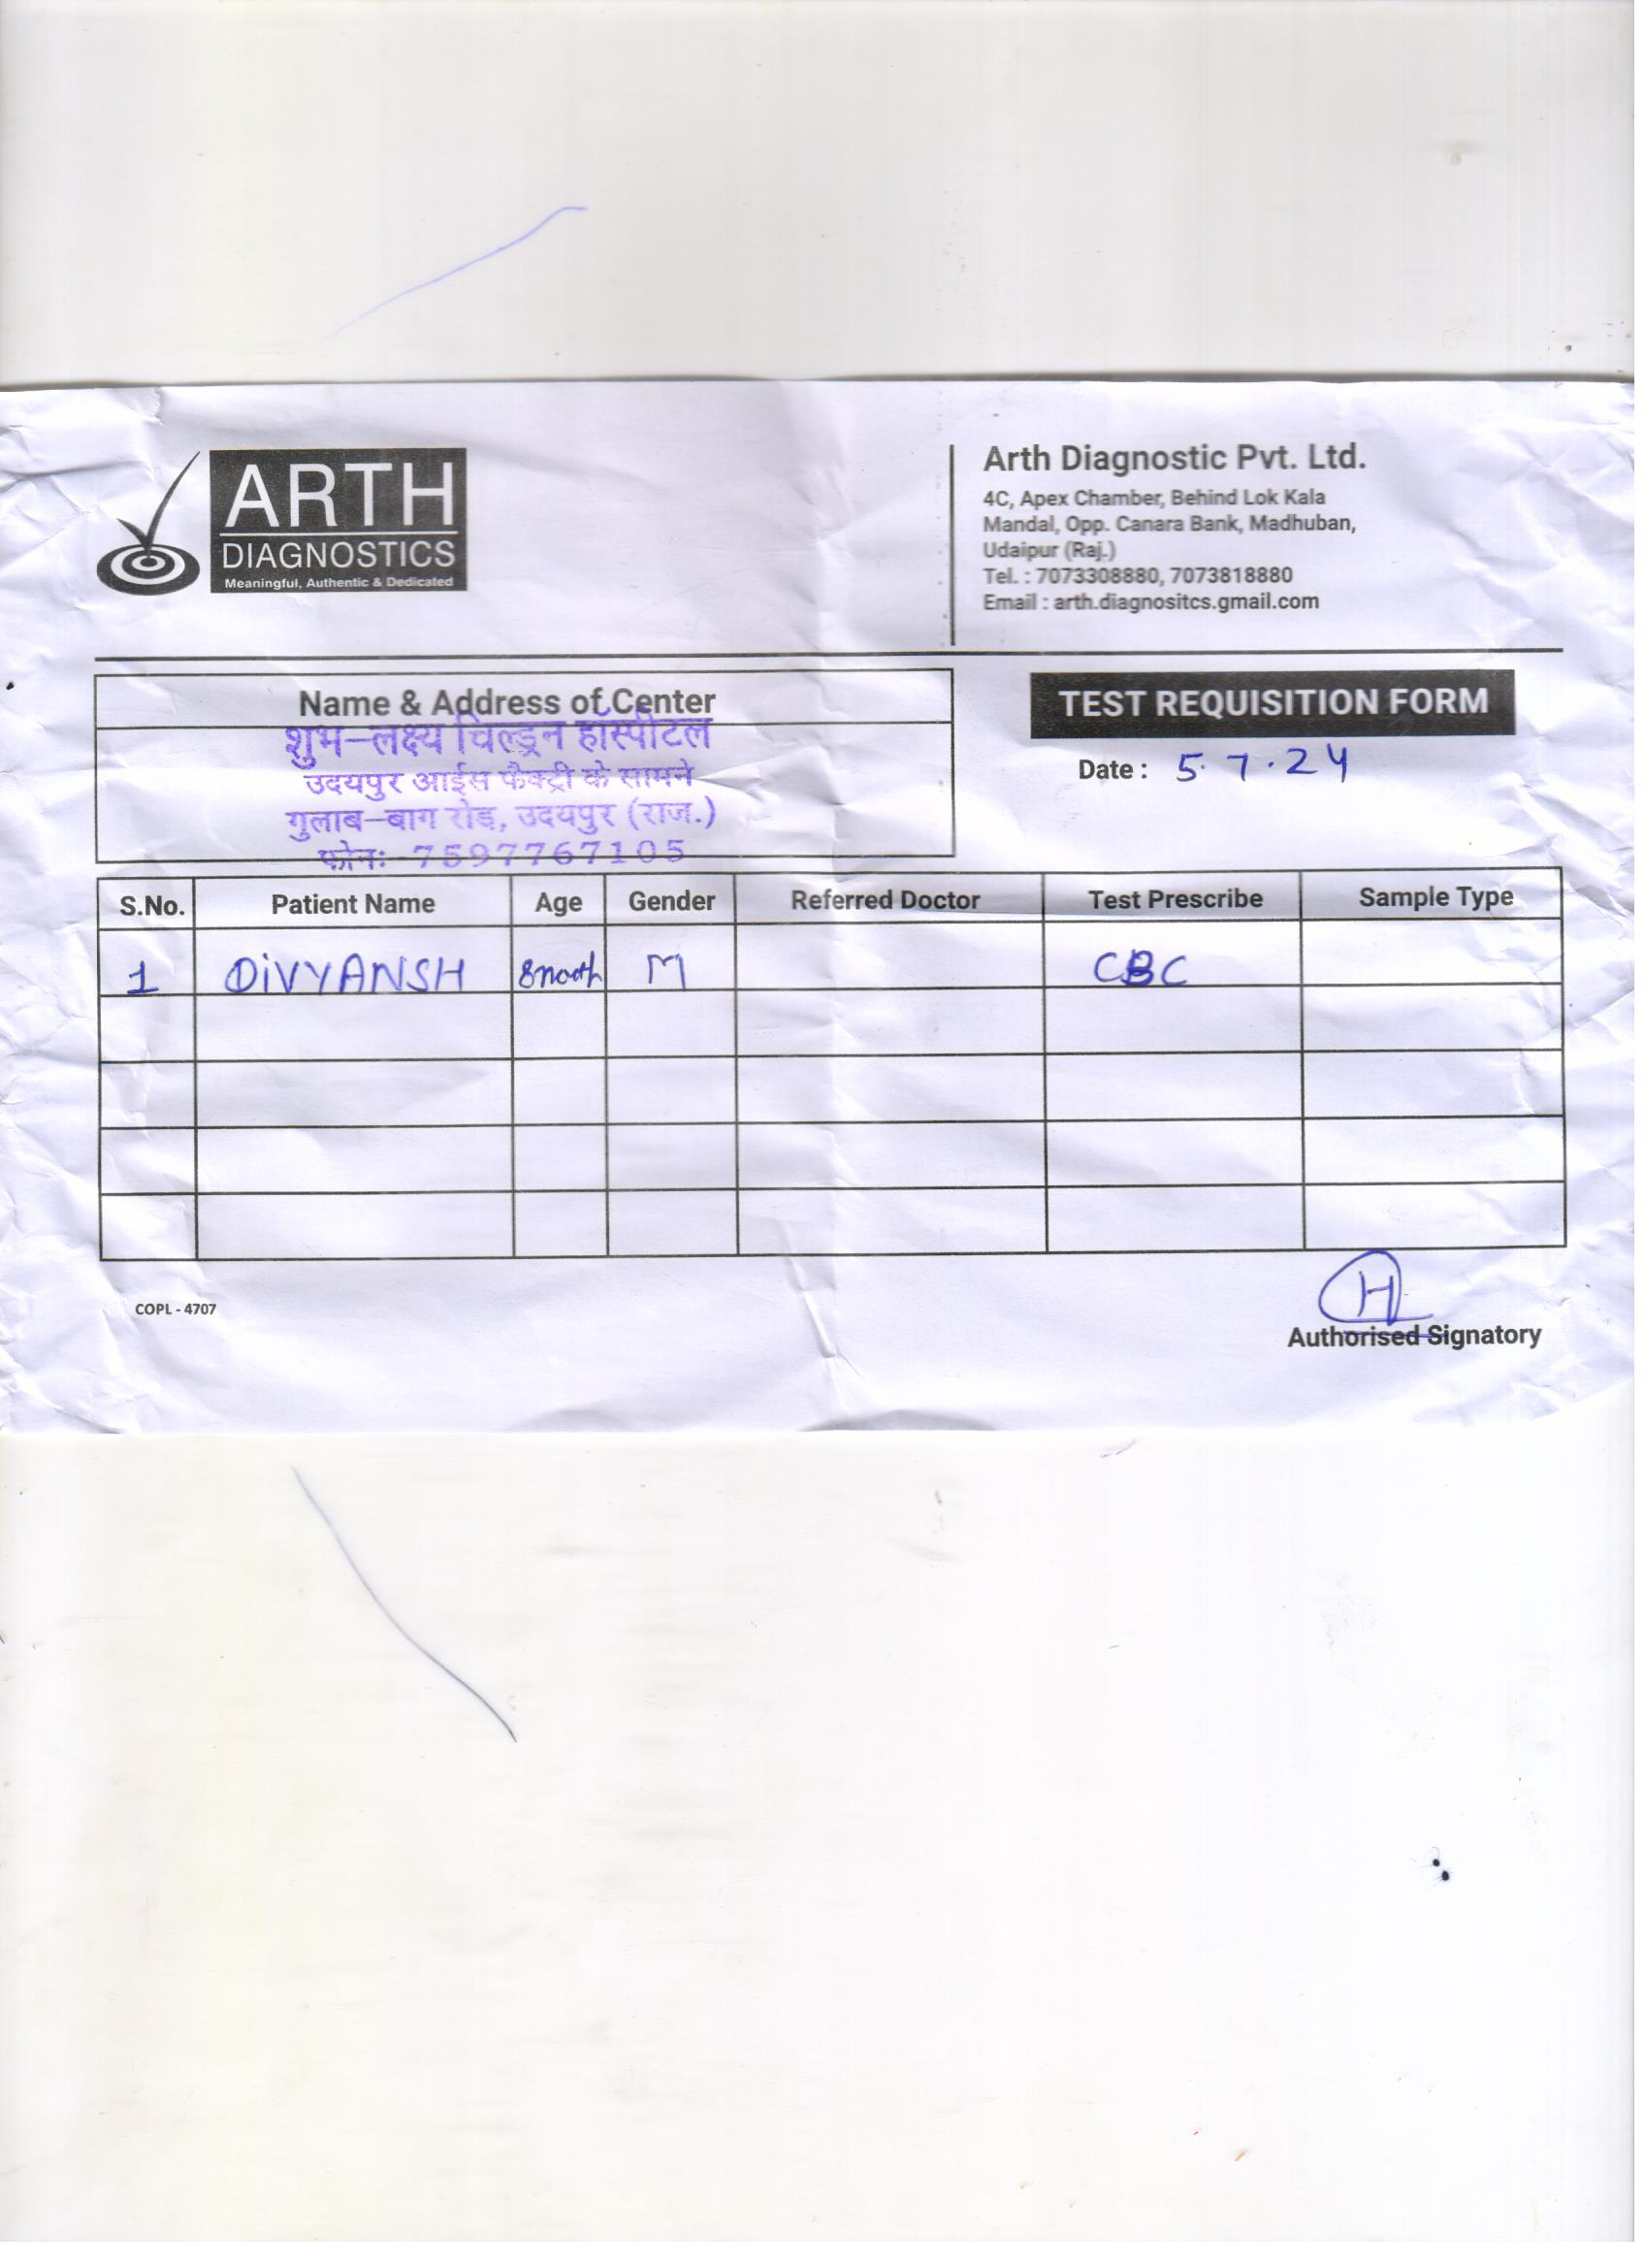 ARTH
DIAGNOSTICS
Meaningful, Authentic & Dedicated
Arth Diagnostic Pvt. Ltd.
4C, Apex Chamber, Behind Lok Kala
Mandal, Opp. Canara Bank, Madhuban,
Udaipur (Raj.)
Tel. : 7073308880, 7073818880
Email : arth.diagnositcs.gmail.com
Name & Address of Center
शुभ-लक्ष्य चिल्ड्रन हॉस्पीटल
उदयपुर आईस फैक्ट्री के सामने
गुलाब-बाग रोड, उदयपुर (राज.)
फोनः 7597767105
TEST REQUISITION FORM
Date : 5.7.24
S.No. Patient Name Age Gender Referred Doctor Test Prescribe Sample Type
1 DiVYANSH 8 month M CBC
COPL - 4707
H
Authorised Signatory